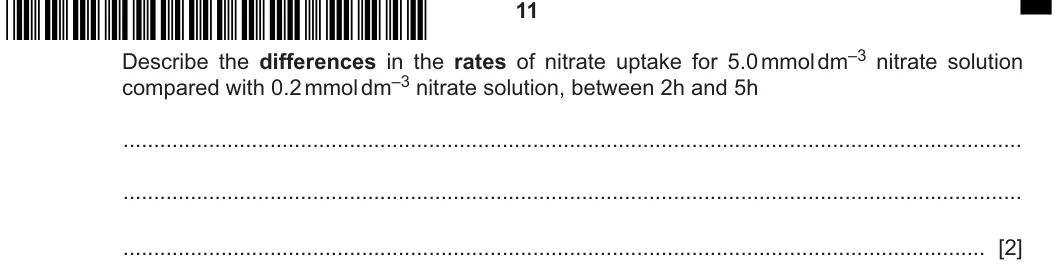 11
Describe the differences in the rates of nitrate uptake for 5.0 mmol dm–3 nitrate solution
compared with 0.2 mmol dm–3 nitrate solution, between 2h and 5h
[2]